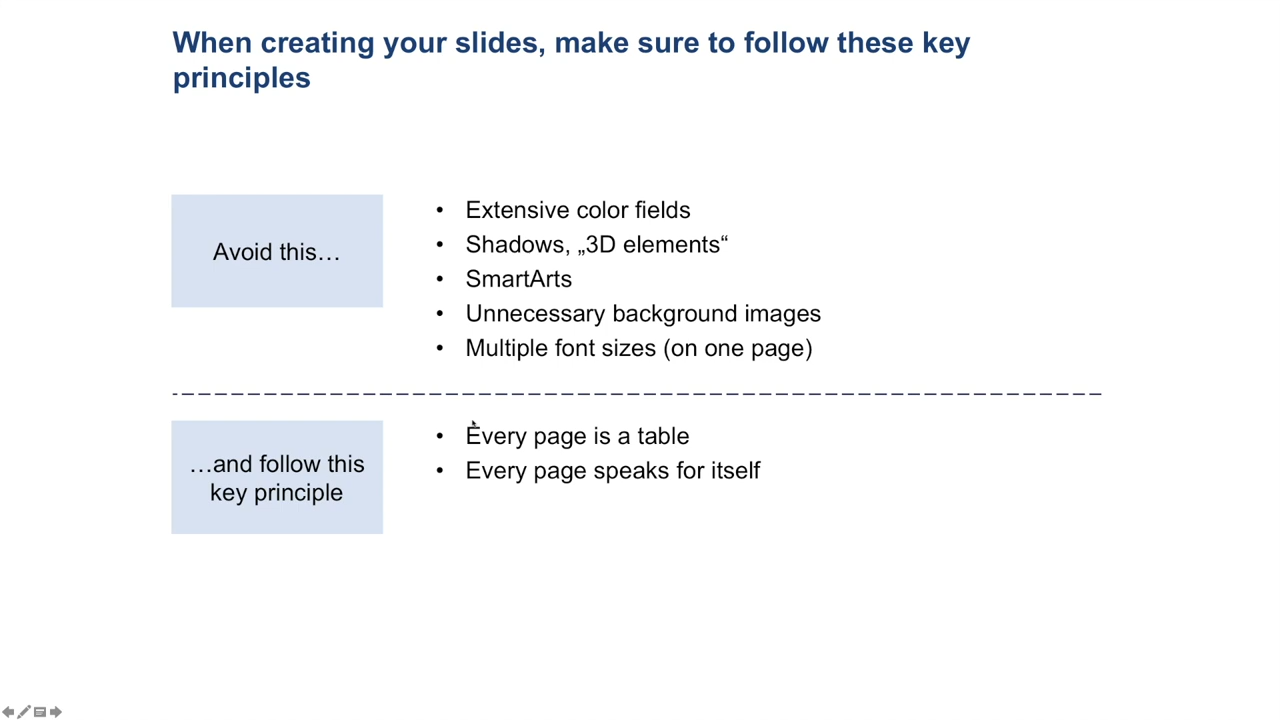 When creating your slides, make sure to follow these key
principles
Avoid this…
• Extensive color fields
• Shadows, „3D elements“
• SmartArts
• Unnecessary background images
• Multiple font sizes (on one page)
…and follow this
key principle
• Every page is a table
• Every page speaks for itself